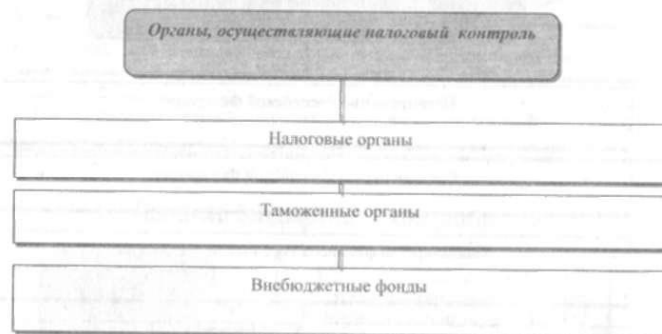 Органы, осуществляющие налоговый контроль
Налоговые органы
Таможенные органы
Внебюджетные фонды